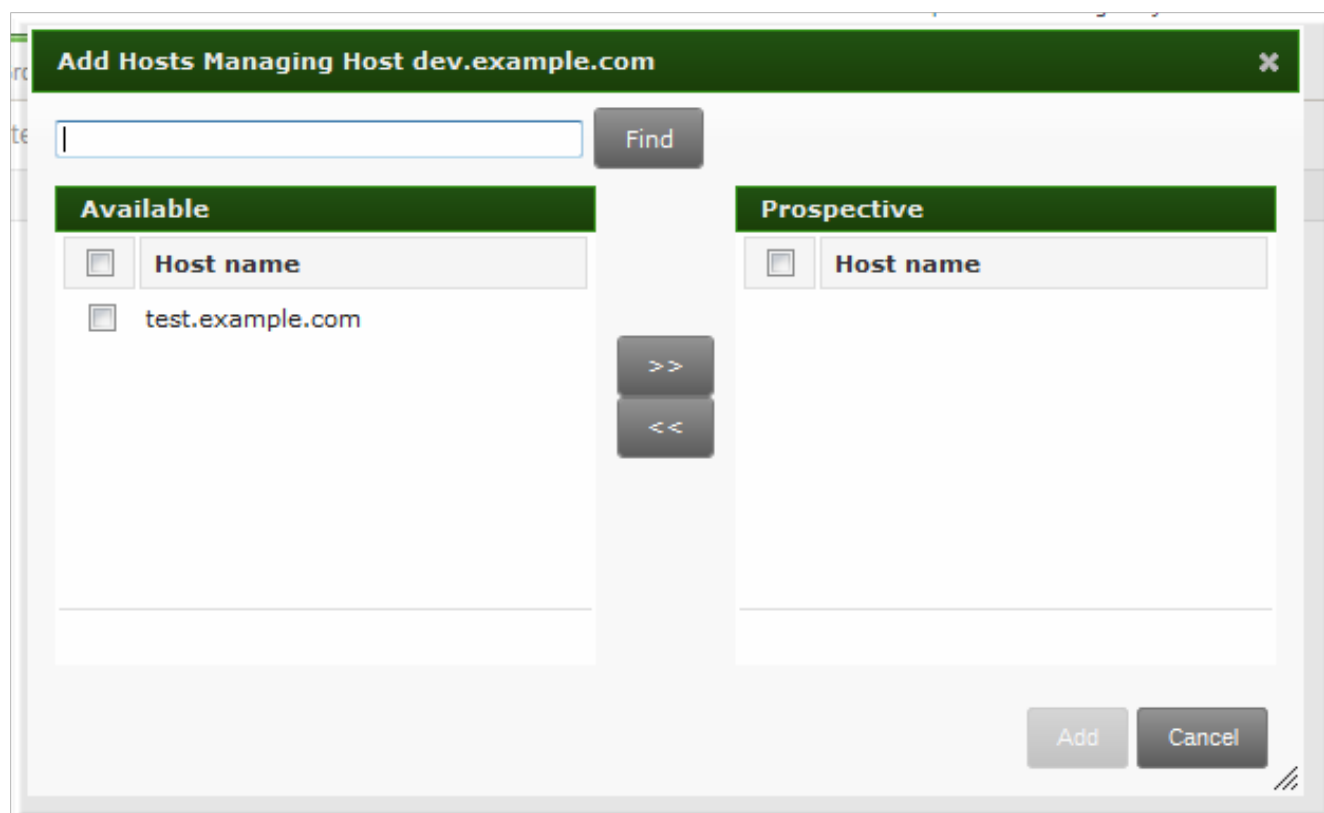 Add Hosts Managing Host dev.example.com
Find
Available
Prospective
Host name
Host name
test.example.com
>>
<<
Add
Cancel